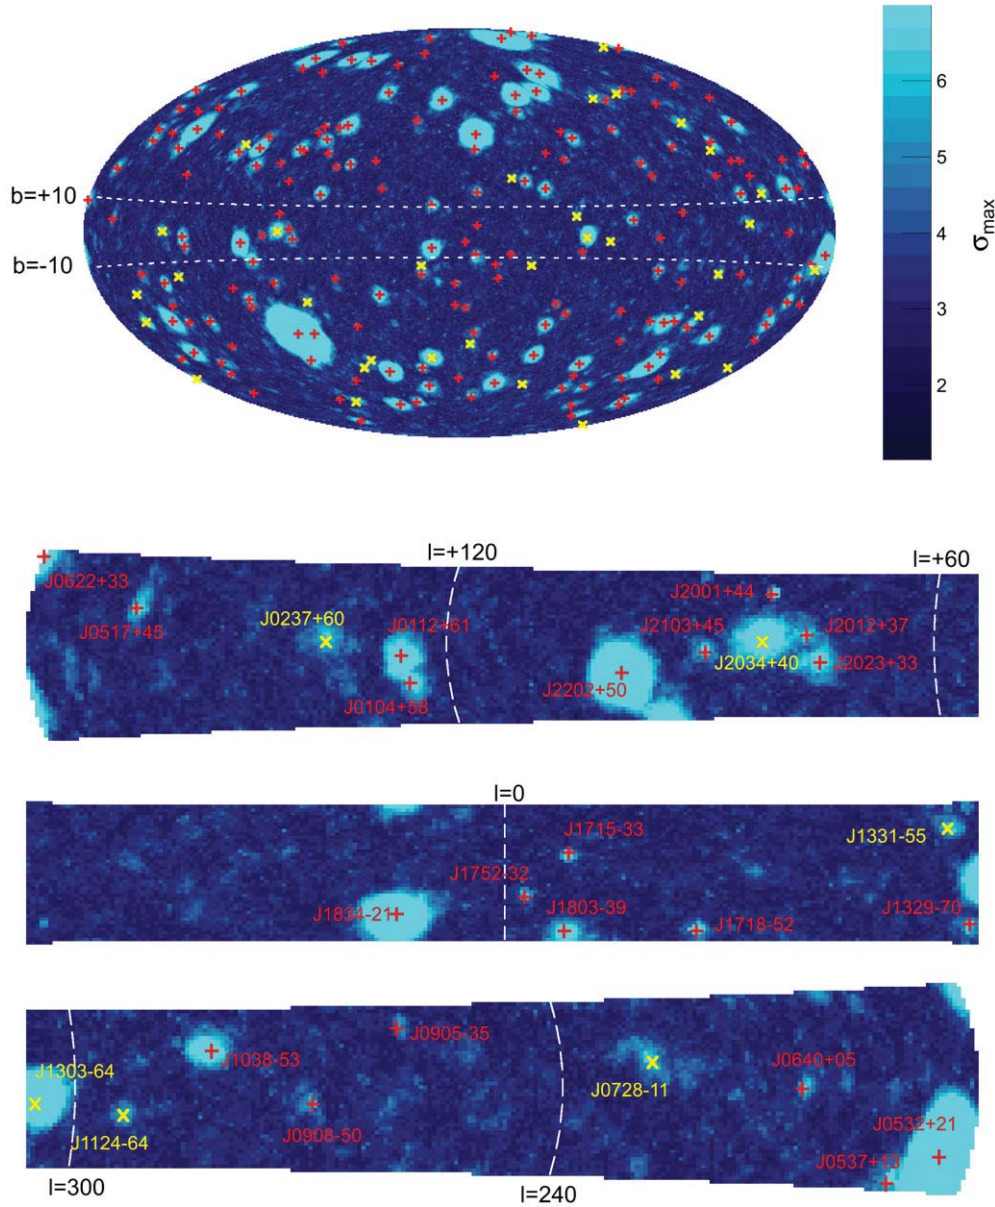 b=+10
b=-10
6
5
4
3
2
σmax
l=+120
l=+60
J0622+33
J0517+45
J0237+60
J0112+61
J0104+58
J2001+44
J2103+45
J2012+37
J2034+40
J2023+33
J2202+50
l=0
J1715-33
J1331-55
J1752-32
J1834-21
J1803-39
J1718-52
J1329-70
J0905-35
J1038-53
J1303-64
J0728-11
J0640+05
J1124-64
J0908-50
J0532+21
J0537+13
l=300
l=240